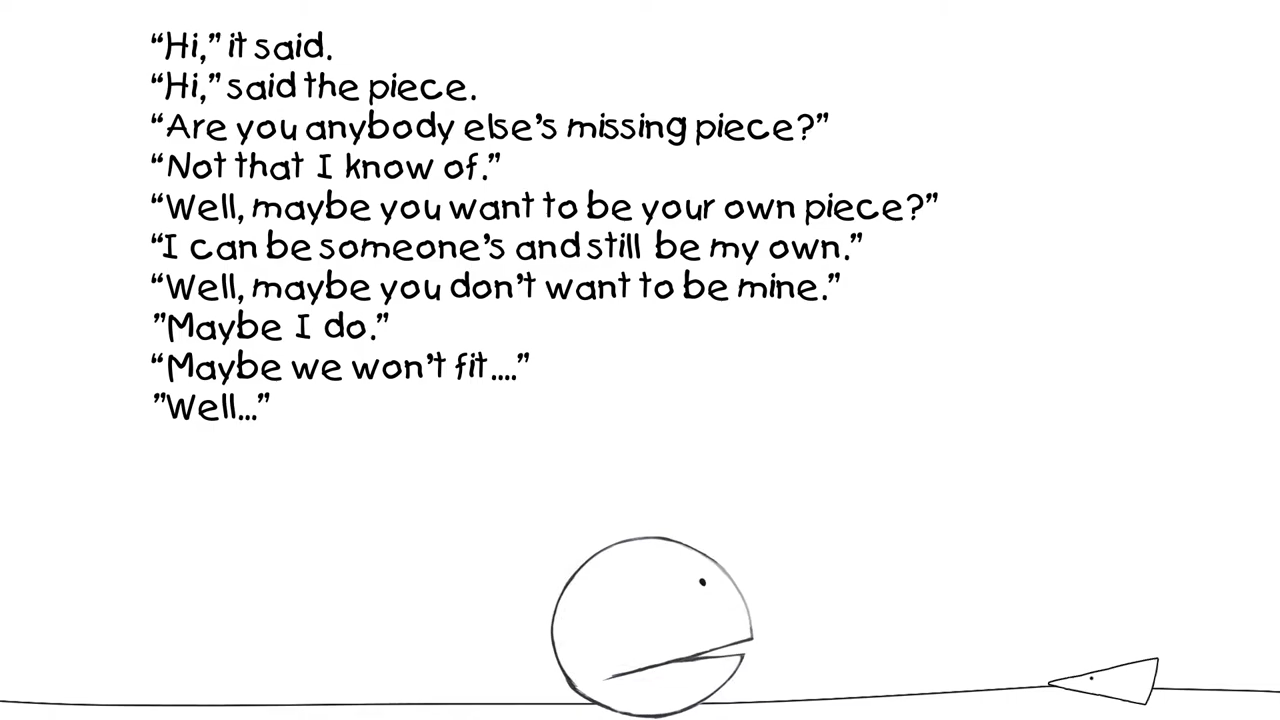 “Hi,” it said.
“Hi,” said the piece.
“Are you anybody else’s missing piece?”
“Not that I know of.”
“Well, maybe you want to be your own piece?”
“I can be someone’s and still be my own.”
“Well, maybe you don’t want to be mine.”
”Maybe I do.”
“Maybe we won’t fit....”
”Well...”